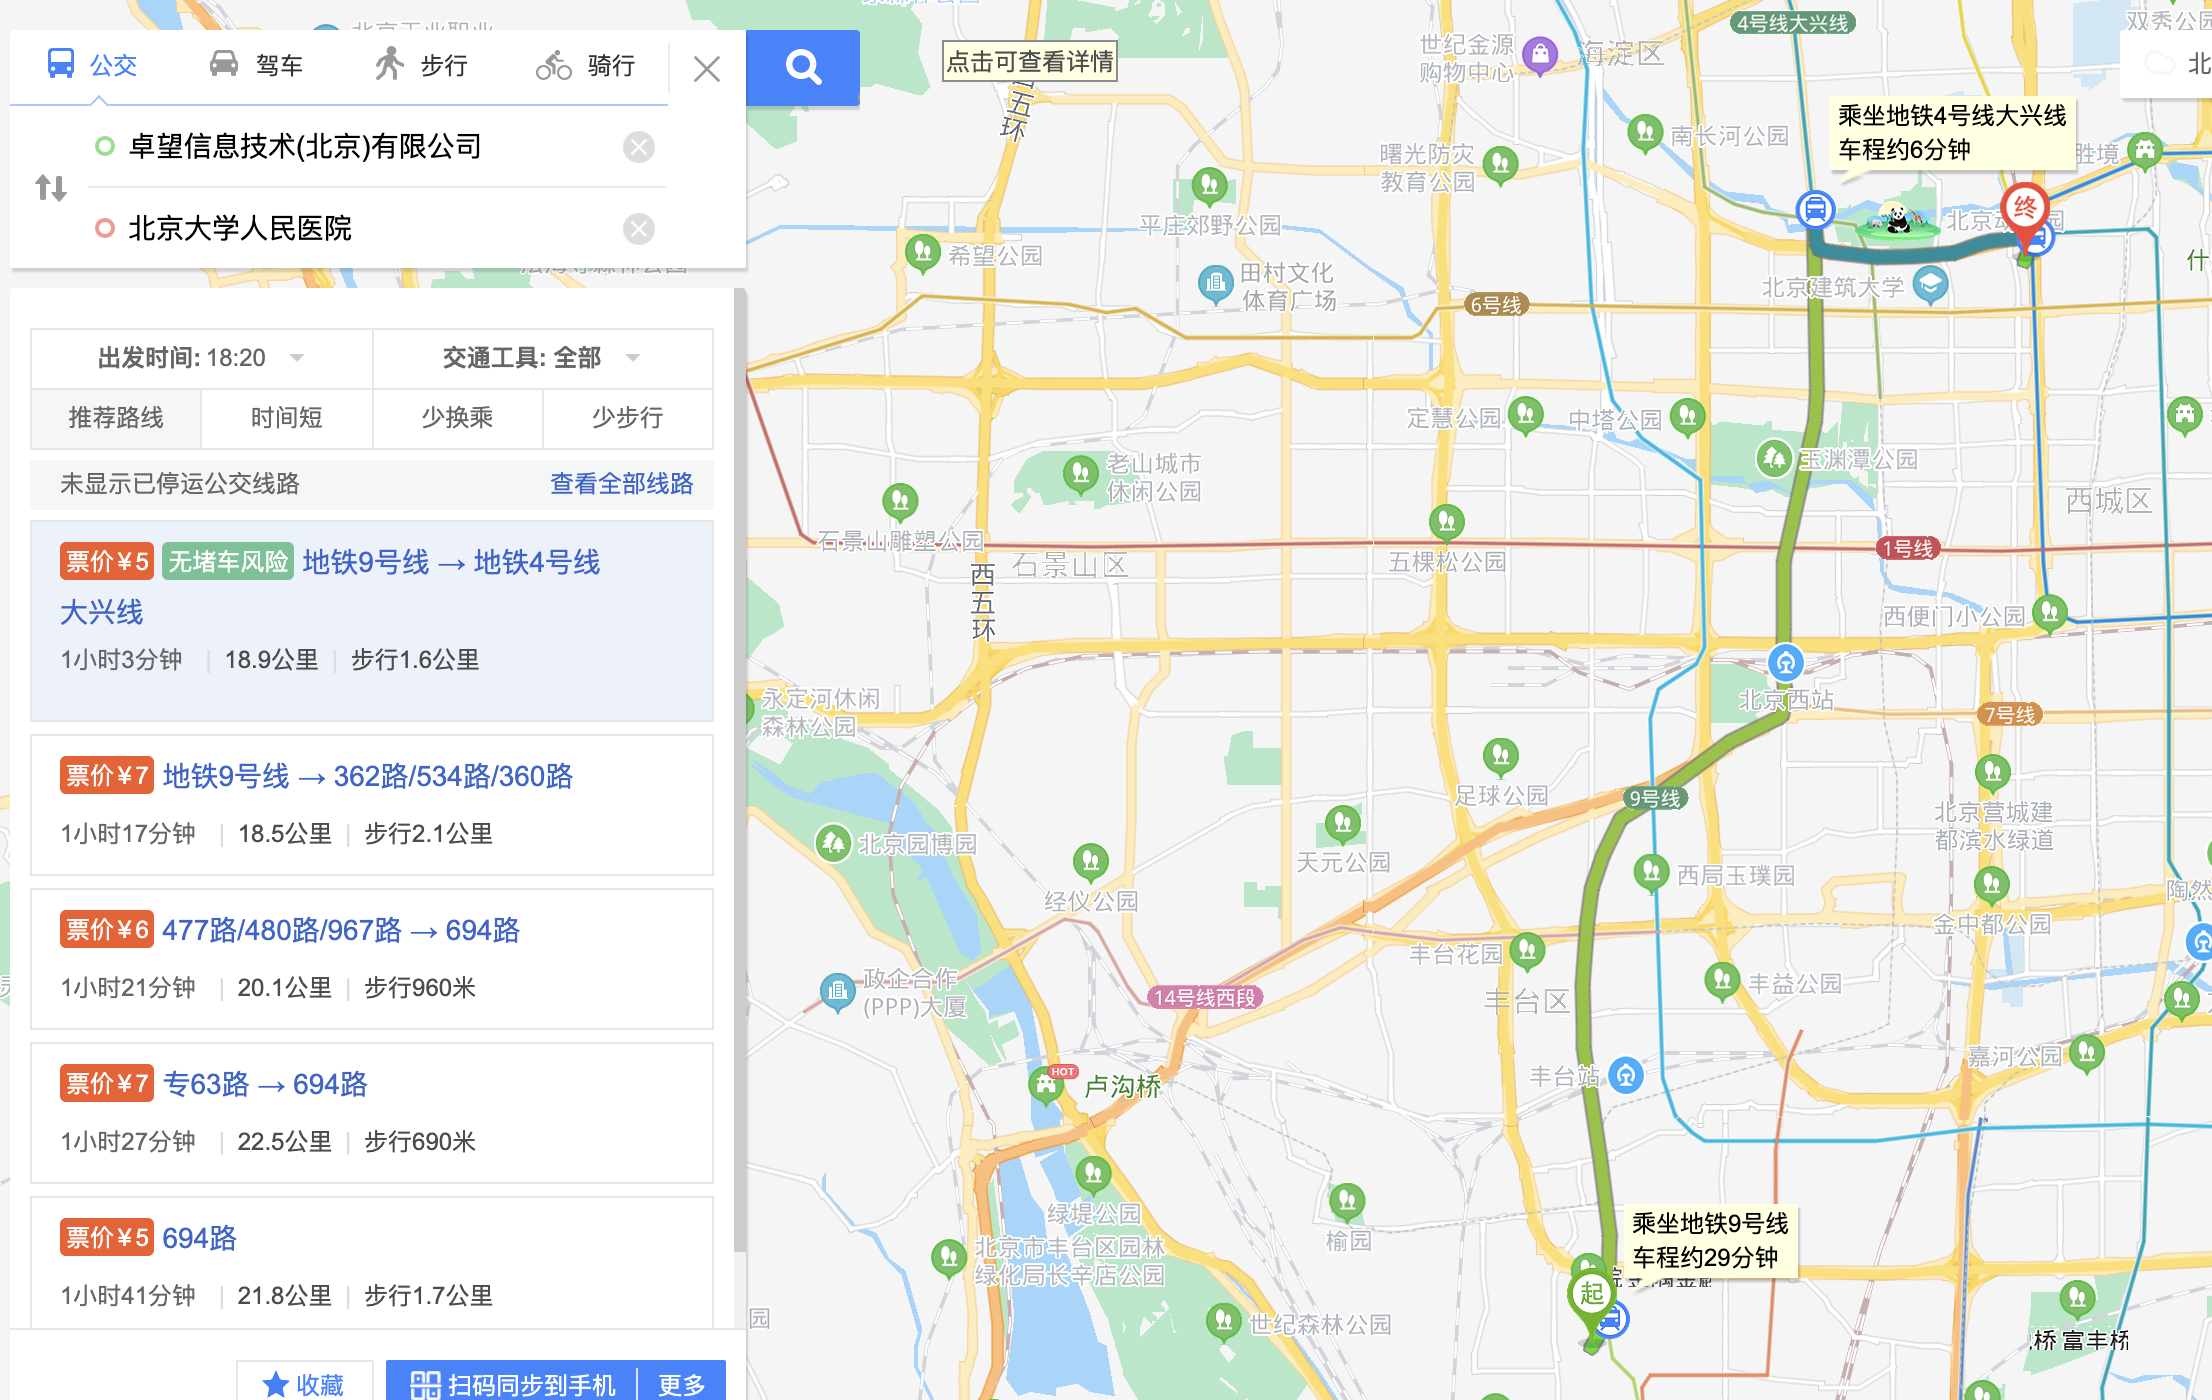 公交
驾车
步行
骑行
卓望信息技术(北京)有限公司
北京大学人民医院
出发时间: 18:20
交通工具: 全部
推荐路线
时间短
少换乘
少步行
未显示已停运公交线路
查看全部线路
票价¥5 无堵车风险 地铁9号线 → 地铁4号线
大兴线
1小时3分钟 | 18.9公里 | 步行1.6公里
票价¥7 地铁9号线 → 362路/534路/360路
1小时17分钟 | 18.5公里 | 步行2.1公里
票价¥6 477路/480路/967路 → 694路
1小时21分钟 | 20.1公里 | 步行960米
票价¥7 专63路 → 694路
1小时27分钟 | 22.5公里 | 步行690米
票价¥5 694路
1小时41分钟 | 21.8公里 | 步行1.7公里
收藏
扫码同步到手机
更多
点击可查看详情
4号线大兴线
双秀公园
北
世纪金源
购物中心
海淀区
五环
乘坐地铁4号线大兴线
车程约6分钟
南长河公园
胜境
曙光防灾
教育公园
平庄郊野公园
希望公园
田村文化
体育广场
终
什
北京建筑大学
6号线
定慧公园
中塔公园
玉渊潭公园
老山城市
休闲公园
西城区
石景山雕塑公园
石景山区
五棵松公园
1号线
西五环
西便门小公园
北京西站
永定河休闲
森林公园
7号线
足球公园
9号线
北京营城建
都滨水绿道
北京园博园
天元公园
西局玉璞园
经仪公园
陶然
金中都公园
丰台花园
政企合作
(PPP)大厦
14号线西段
丰台区
丰益公园
丰台站
嘉河公园
HOT
卢沟桥
绿堤公园
榆园
北京市丰台区园林
绿化局长辛店公园
乘坐地铁9号线
车程约29分钟
起
园
世纪森林公园
桥 富丰桥